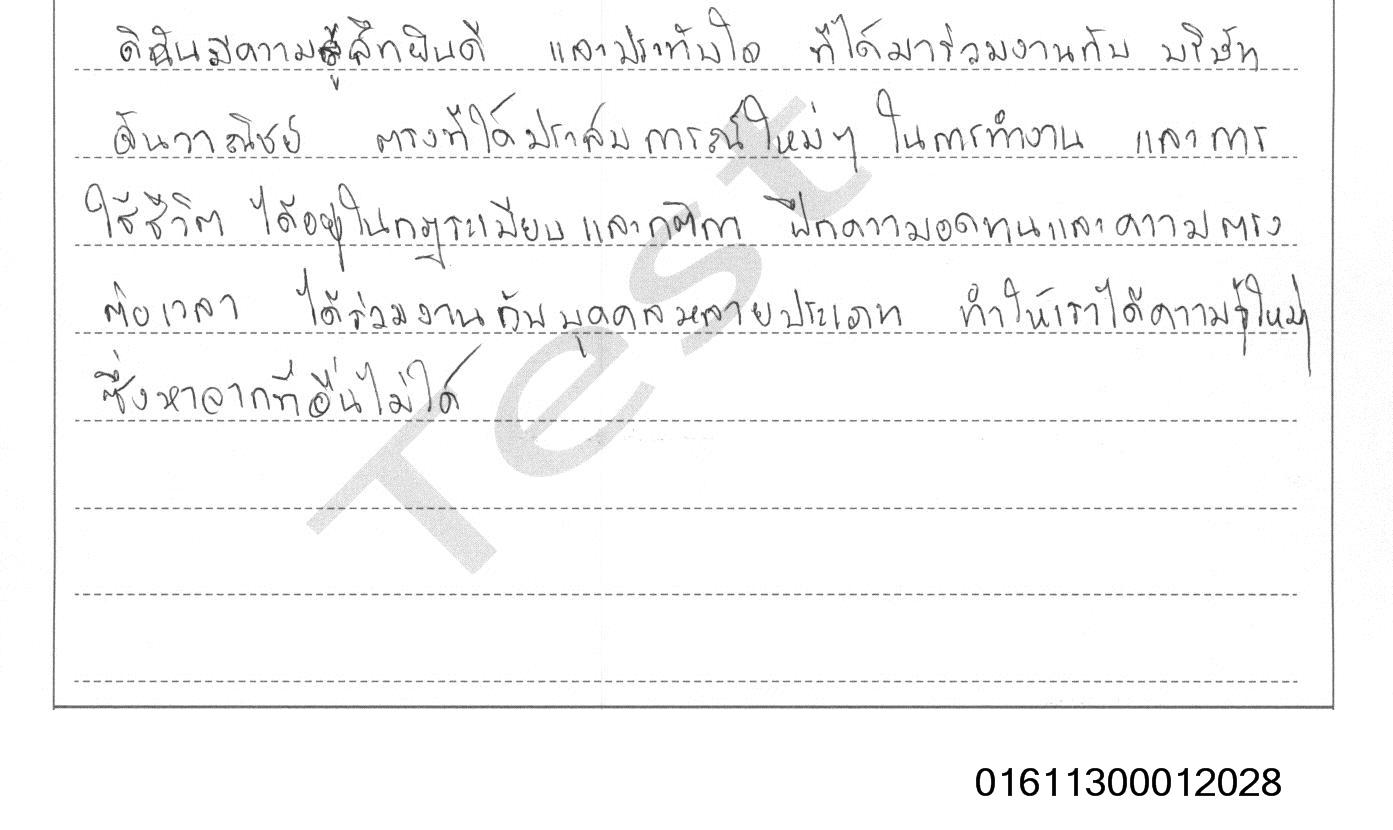 ดิฉันมีความรู้สึกยินดี และประทับใจ ที่ได้มาร่วมงานกับ บริษัท
ฉันวาณิชย์ ตรงที่ได้ประสบการณ์ใหม่ๆ ในการทำงาน และการ
ใช้ชีวิต ได้อยู่ในกฎระเบียบและกติกา ฝึกความอดทนและความตรง
ต่อเวลา ได้ร่วมงานกับบุคคลหลายประเภท ทำให้เราได้ความรู้ใหม่ๆ
ซึ่งหาจากที่อื่นไม่ได้
Test
01611300012028